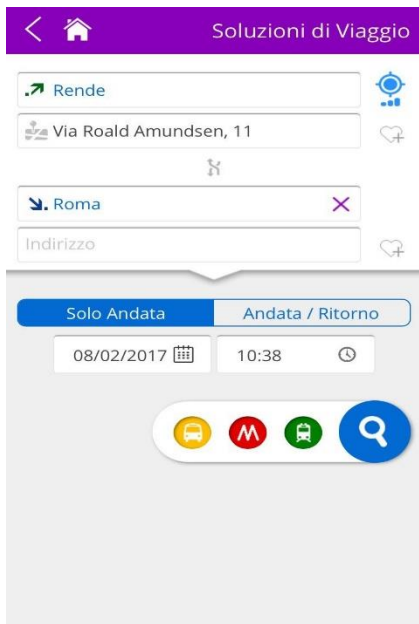 Soluzioni di Viaggio
Rende
Via Roald Amundsen, 11
Roma
Indirizzo
Solo Andata
Andata / Ritorno
08/02/2017
10:38
M